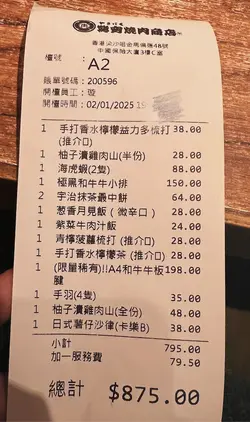 燒肉商店
香港尖沙咀金馬倫道48號
中國保險大廈3樓C室
檯號: A2
賬單號碼: 200596
開檯員工: 璇
開檯時間: 02/01/2025
1 手打香水檸檬益力多梳打 38.00
(推介口)
1 柚子漬雞肉山(半份) 28.00
1 海虎蝦(2隻) 88.00
1 極黑和牛牛小排 150.00
2 宇治抹茶最中餅 64.00
1 葱香月見飯 ( 微辛口 ) 28.00
1 紫菜牛肉汁飯 24.00
1 青檸菠蘿梳打 (推介口) 28.00
1 手打香水檸檬茶 (推介口) 28.00
1 (限量稀有)!!A4和牛牛板 198.00
腱
1 手羽(4隻) 35.00
1 柚子漬雞肉山(全份) 48.00
1 日式薯仔沙律(卡樂B) 38.00
小計 795.00
加一服務費 79.50
總計 $875.00